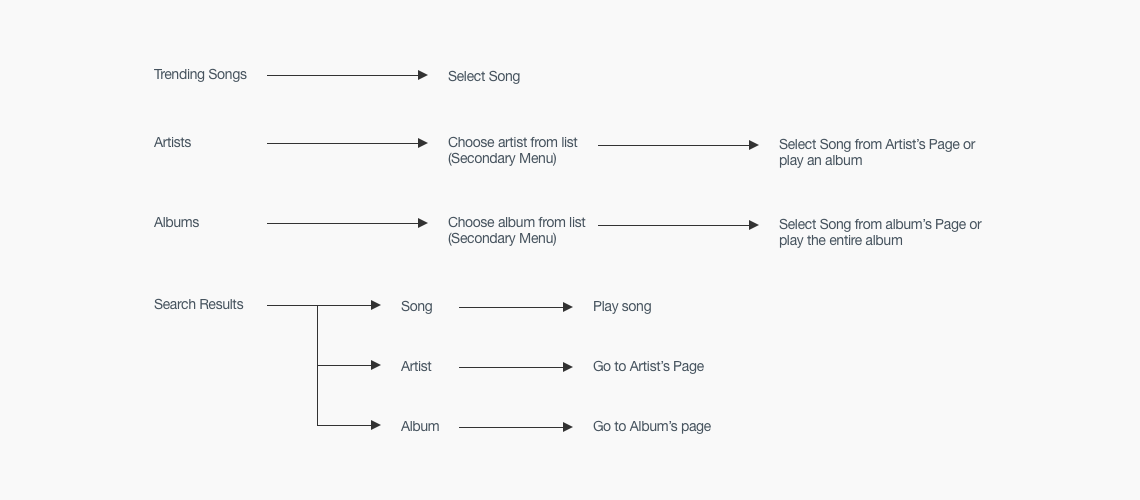 Trending Songs
Select Song
Artists
Choose artist from list
(Secondary Menu)
Select Song from Artist's Page or
play an album
Albums
Choose album from list
(Secondary Menu)
Select Song from album's Page or
play the entire album
Search Results
Song
Play song
Artist
Go to Artist's Page
Album
Go to Album's page